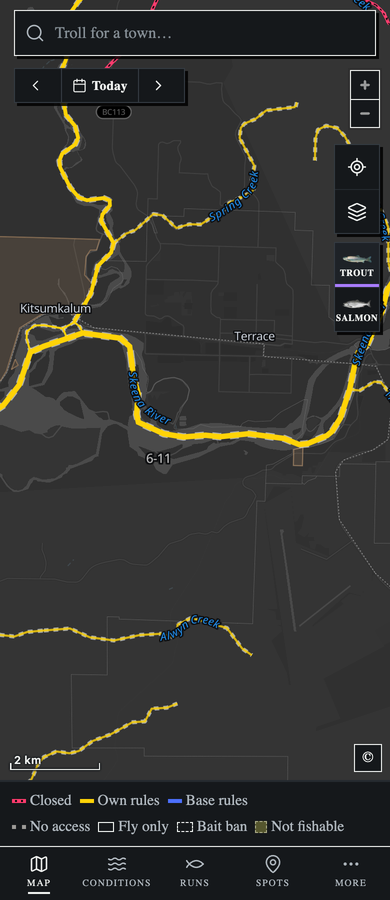 Troll for a town…
Today
BC113
Spring Creek
TROUT
SALMON
Kitsumkalum
Terrace
Skeena River
6-11
Alwyn Creek
2 km
©
Closed
Own rules
Base rules
No access
Fly only
Bait ban
Not fishable
MAP
CONDITIONS
RUNS
SPOTS
MORE